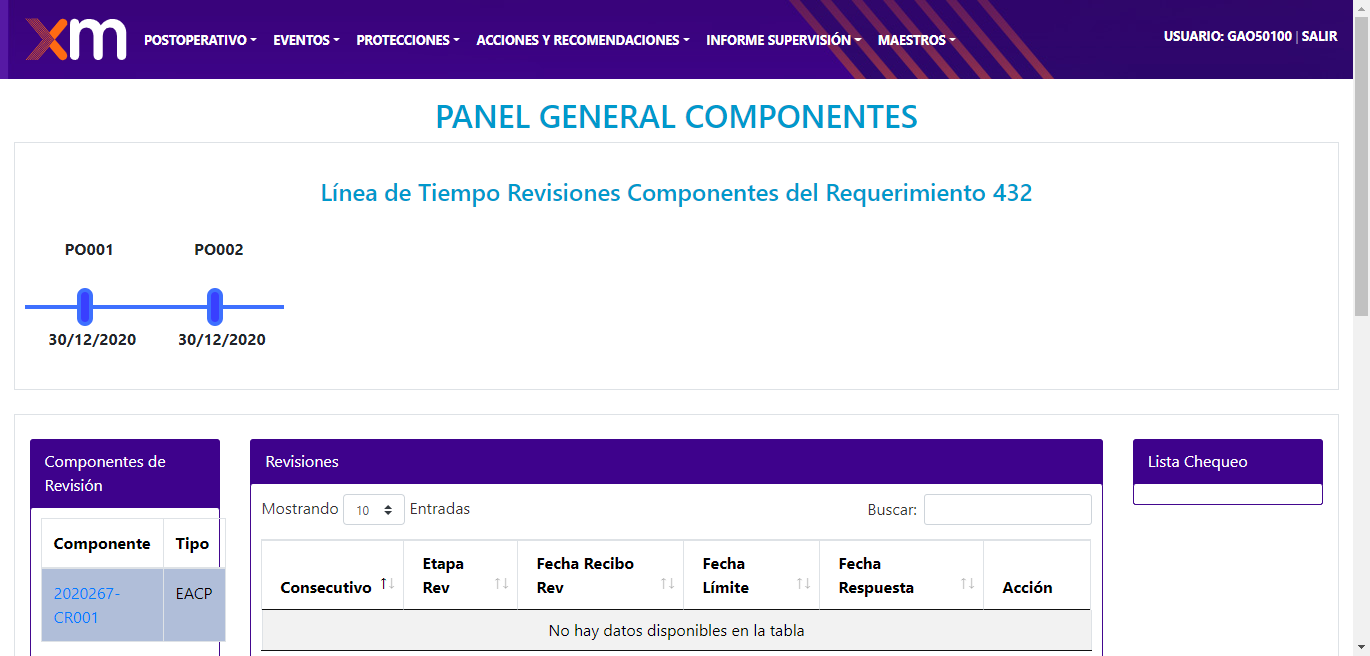 xm POSTOPERATIVO EVENTOS PROTECCIONES ACCIONES Y RECOMENDACIONES INFORME SUPERVISIÓN MAESTROS USUARIO: GAO50100 | SALIR
PANEL GENERAL COMPONENTES
Línea de Tiempo Revisiones Componentes del Requerimiento 432
PO001 PO002
30/12/2020 30/12/2020
Componentes de
Revisión
Componente Tipo
2020267-
CR001
EACP
Revisiones
Mostrando 10 Entradas Buscar:
Consecutivo
Etapa
Rev
Fecha Recibo
Rev
Fecha
Límite
Fecha
Respuesta
Acción
No hay datos disponibles en la tabla
Lista Chequeo